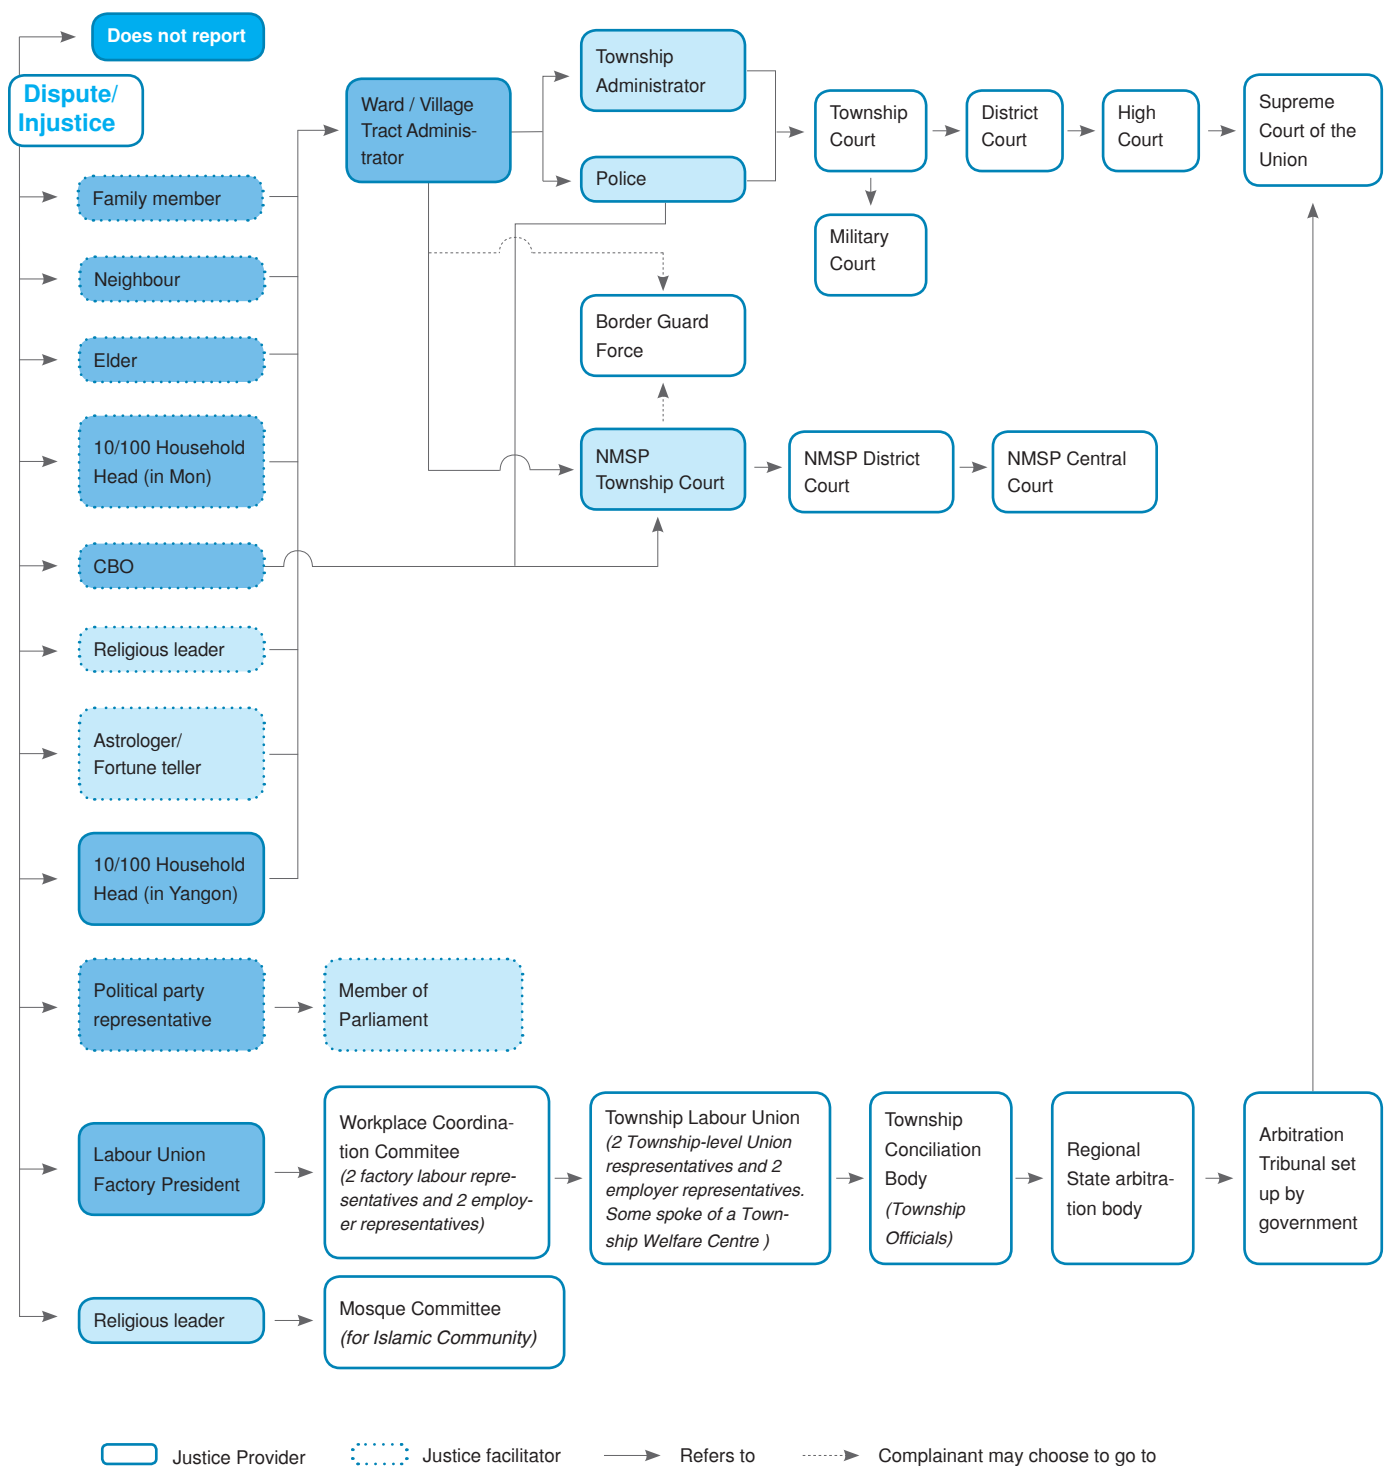 Does not report
Dispute/
Injustice
Family member
Neighbour
Elder
10/100 Household
Head (in Mon)
CBO
Religious leader
Astrologer/
Fortune teller
10/100 Household
Head (in Yangon)
Political party
representative
Labour Union
Factory President
Religious leader
Ward / Village
Tract Adminis-
trator
Township
Administrator
Police
Township
Court
District
Court
High
Court
Supreme
Court of the
Union
Military
Court
Border Guard
Force
NMSP
Township Court
NMSP District
Court
NMSP Central
Court
Member of
Parliament
Workplace Coordina-
tion Commitee
(2 factory labour repre-
sentatives and 2 employ-
er representatives)
Township Labour Union
(2 Township-level Union
respresentatives and 2
employer representatives.
Some spoke of a Town-
ship Welfare Centre )
Township
Conciliation
Body
(Township
Officials)
Regional
State arbitra-
tion body
Arbitration
Tribunal set
up by
government
Mosque Committee
(for Islamic Community)
Justice Provider
Justice facilitator
Refers to
Complainant may choose to go to